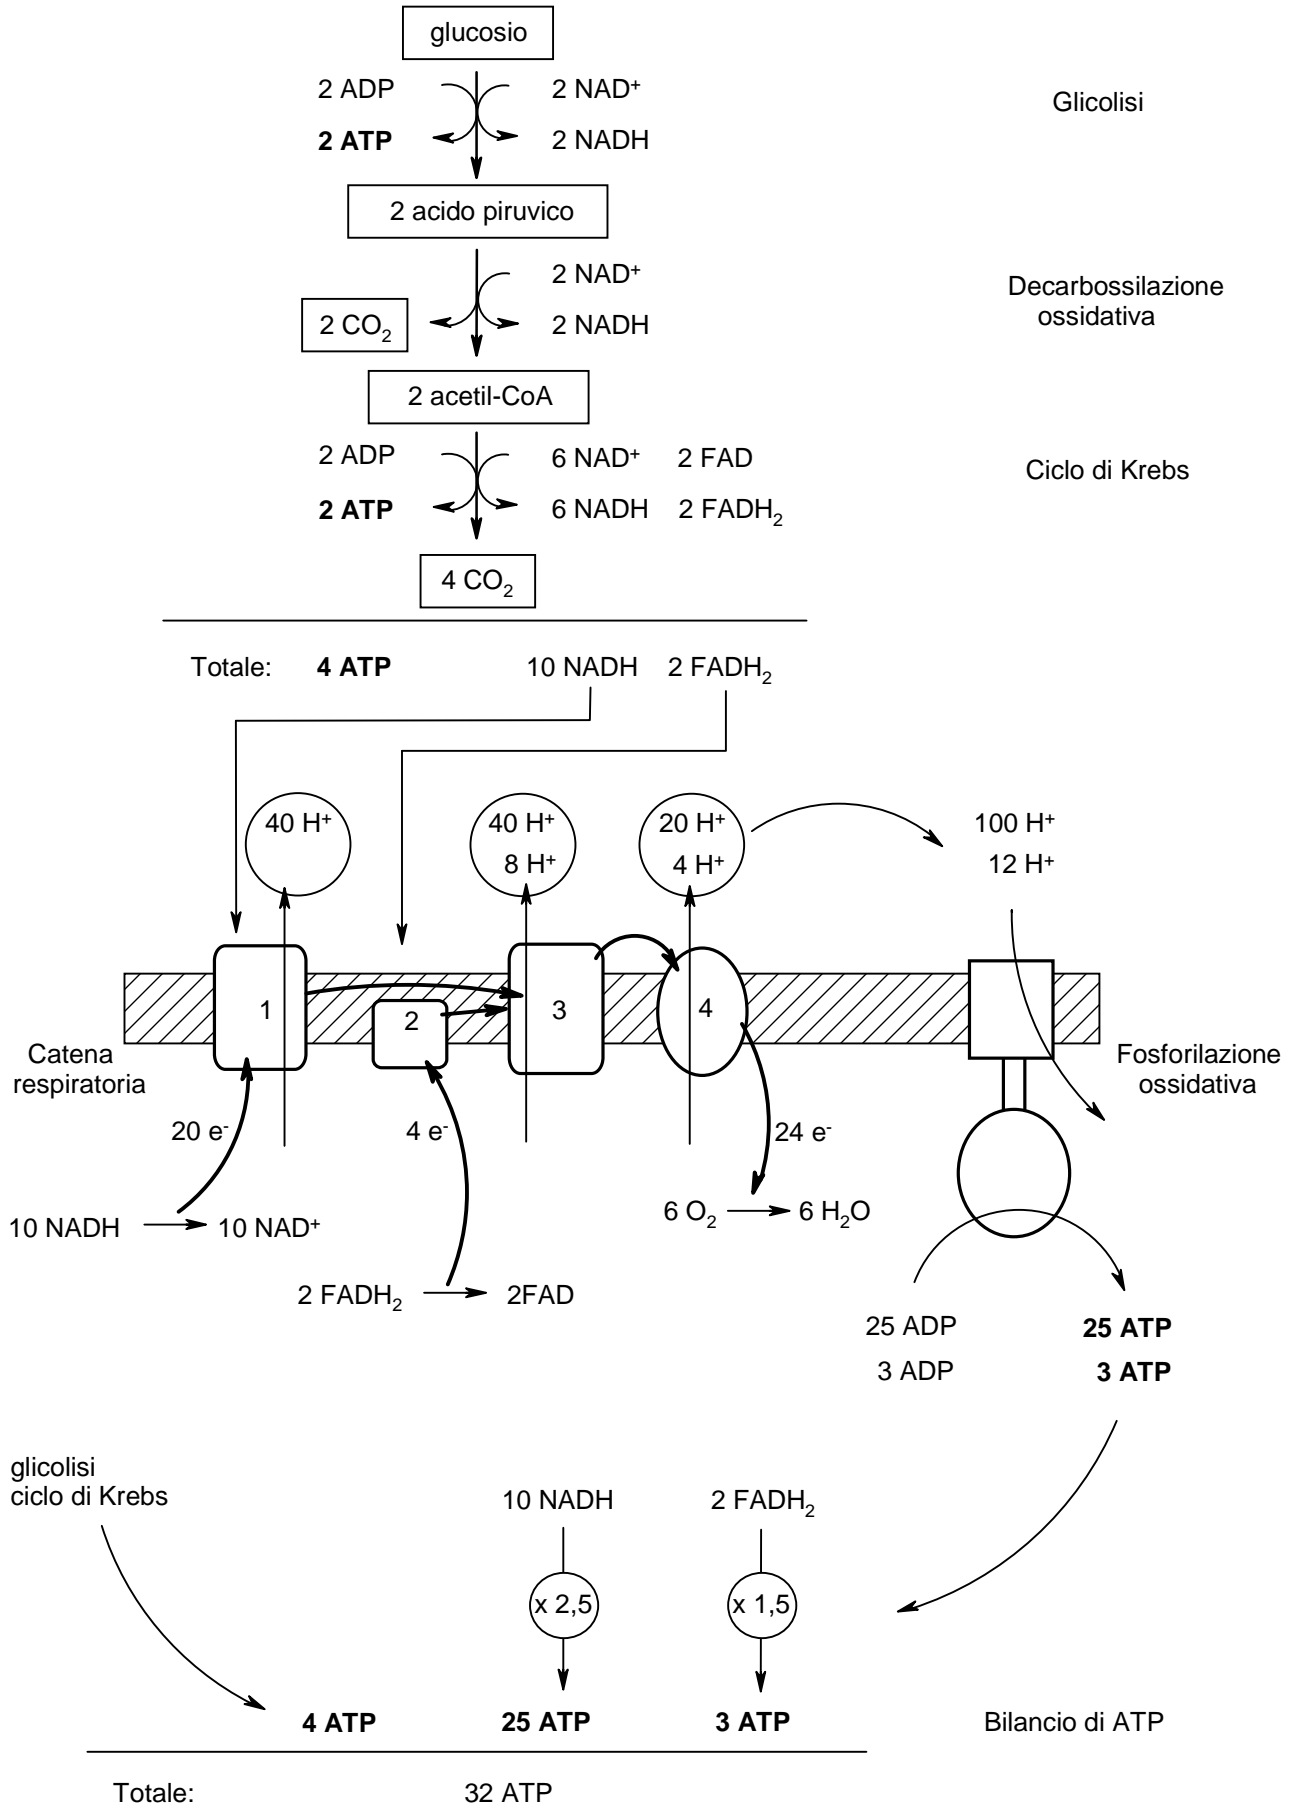 glucosio
2 ADP 2 NAD⁺ Glicolisi
2 ATP 2 NADH
2 acido piruvico
2 NAD⁺
Decarbossilazione
ossidativa
2 CO₂ 2 NADH
2 acetil-CoA
2 ADP 6 NAD⁺ 2 FAD
Ciclo di Krebs
2 ATP 6 NADH 2 FADH₂
4 CO₂
Totale: 4 ATP 10 NADH 2 FADH₂
40 H⁺ 40 H⁺ 20 H⁺ 100 H⁺
8 H⁺ 4 H⁺ 12 H⁺
1 2 3 4
Catena
respiratoria
Fosforilazione
ossidativa
20 e⁻ 4 e⁻ 24 e⁻
10 NADH 10 NAD⁺ 6 O₂ 6 H₂O
2 FADH₂ 2FAD
25 ADP 25 ATP
3 ADP 3 ATP
glicolisi
ciclo di Krebs
10 NADH 2 FADH₂
x 2,5 x 1,5
4 ATP 25 ATP 3 ATP Bilancio di ATP
Totale: 32 ATP